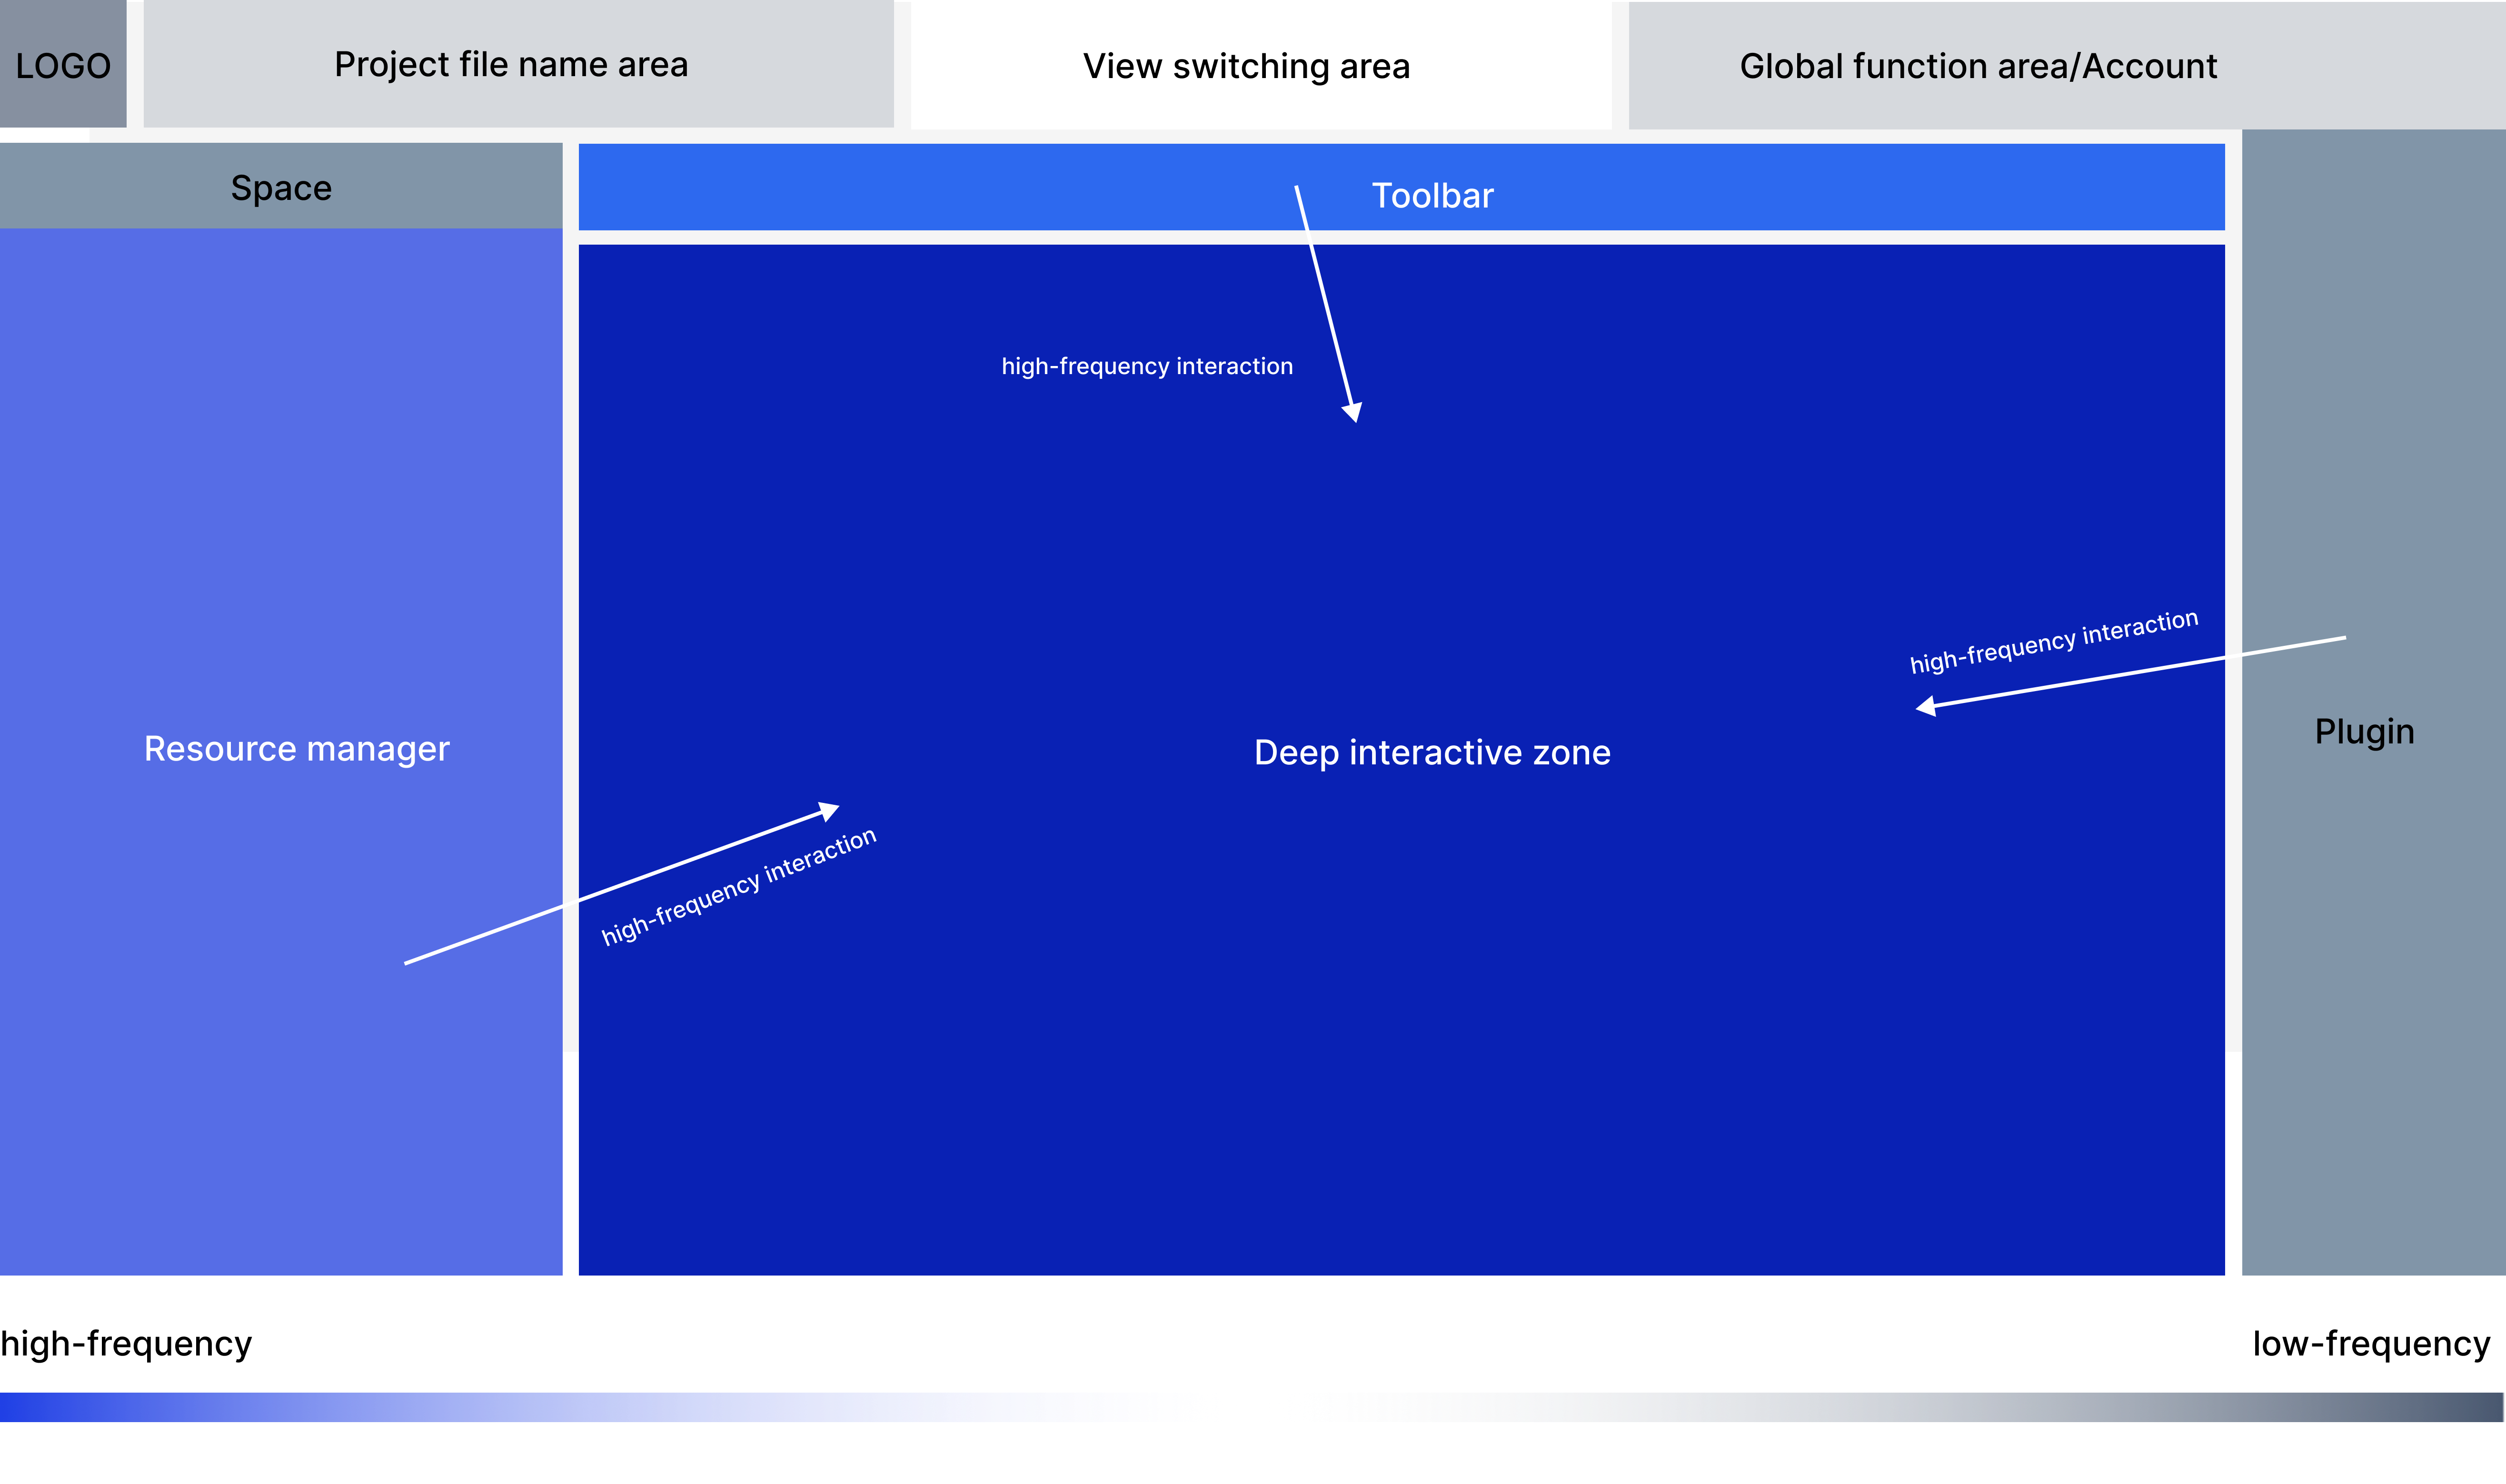 LOGO
Project file name area
View switching area
Global function area/Account
Space
Toolbar
high-frequency interaction
high-frequency interaction
Resource manager
Deep interactive zone
Plugin
high-frequency interaction
high-frequency
low-frequency